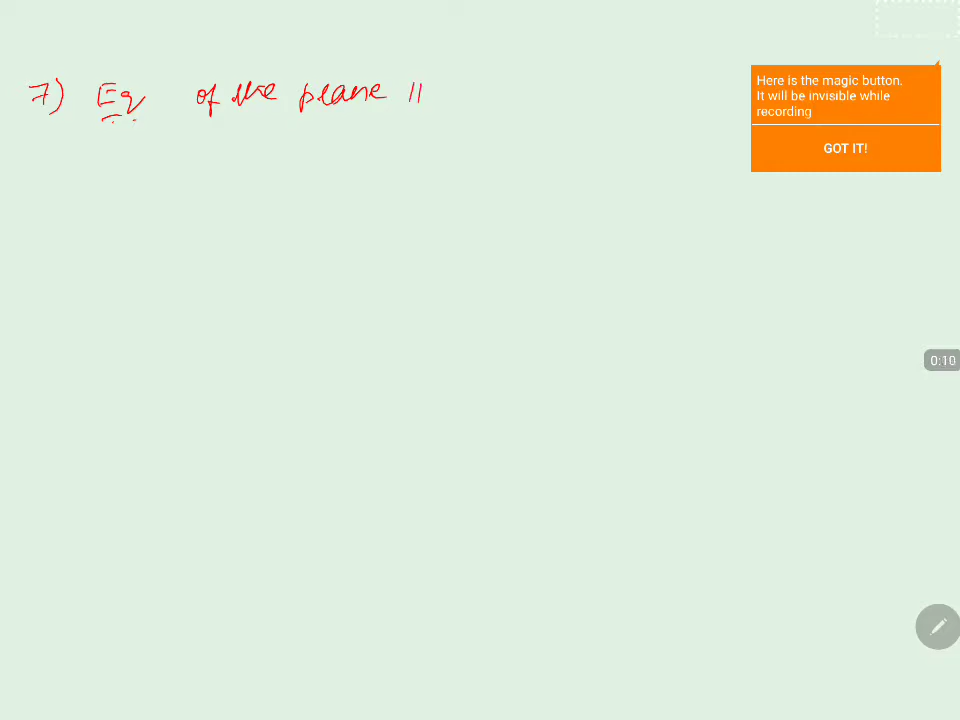 7) Eq of the plane ||
Here is the magic button.
It will be invisible while
recording
GOT IT!
0:10